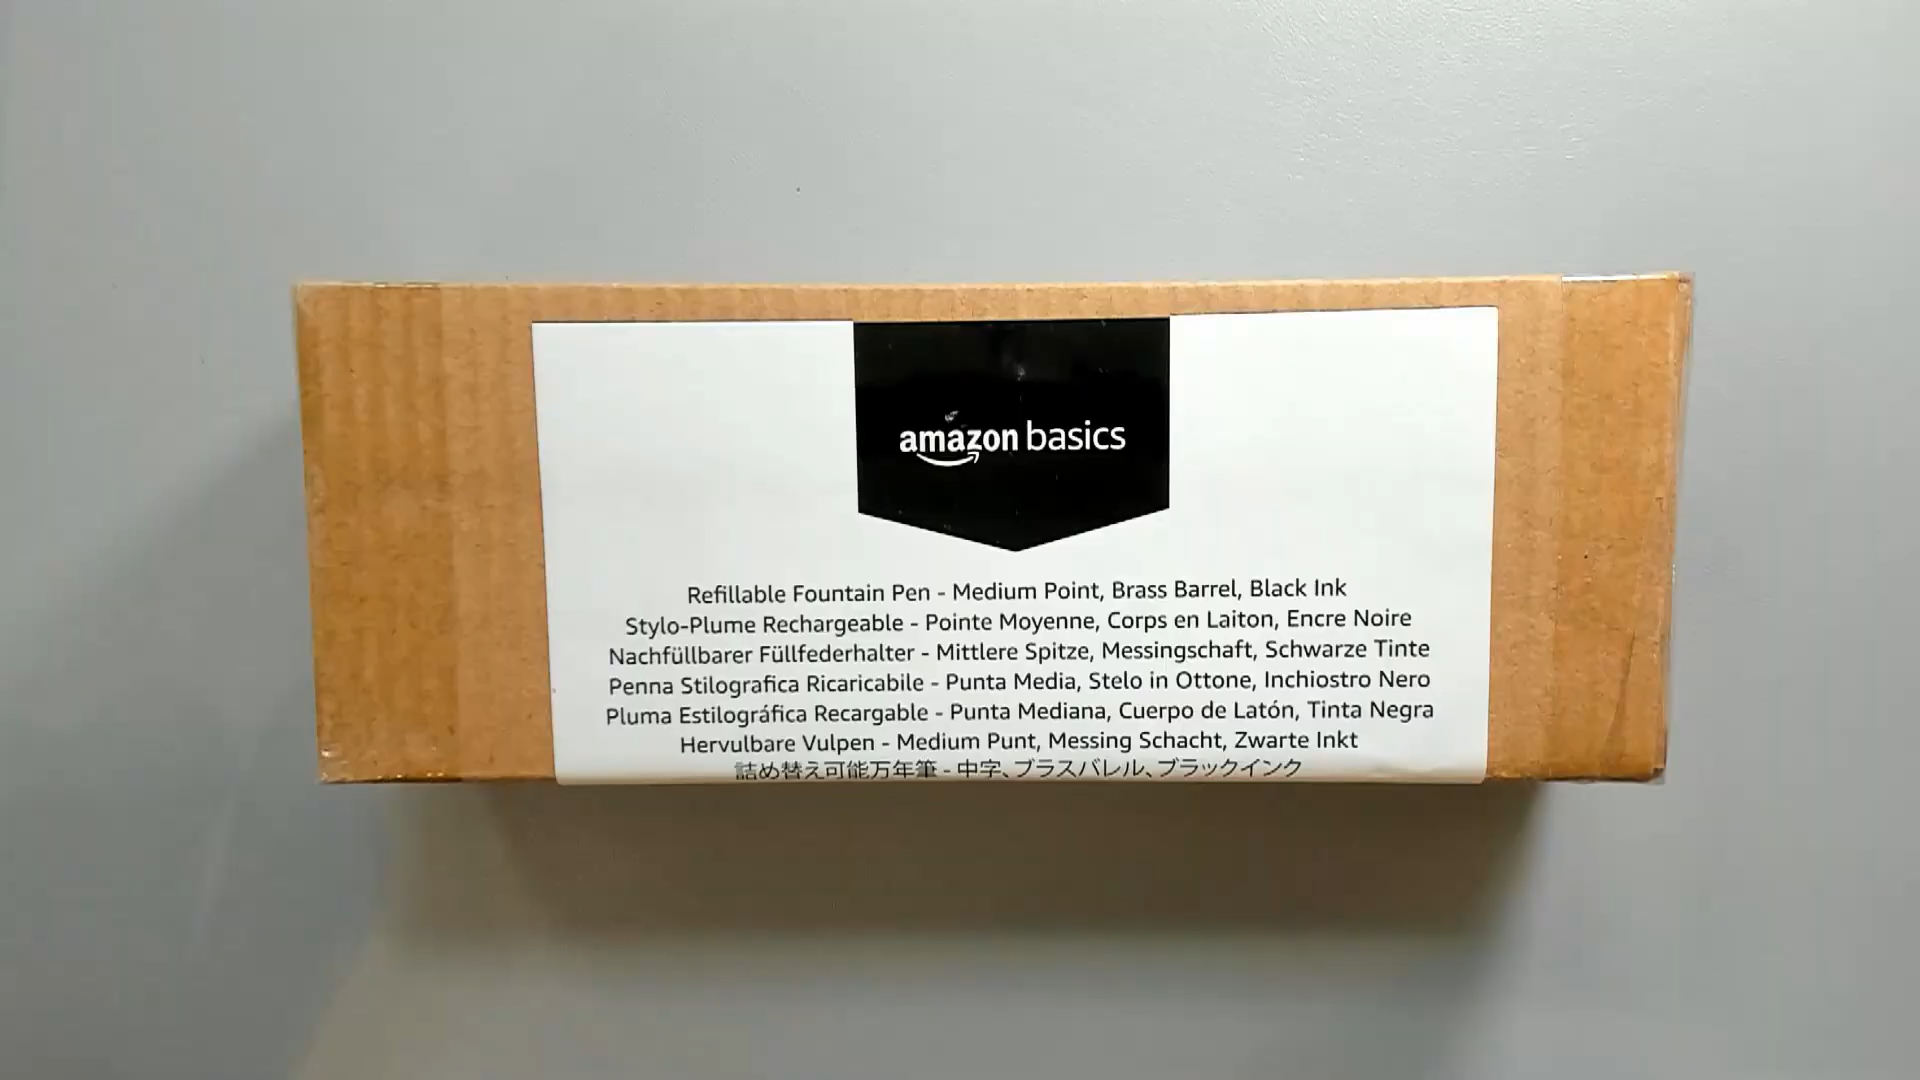 amazon basics
Refillable Fountain Pen - Medium Point, Brass Barrel, Black Ink
Stylo-Plume Rechargeable - Pointe Moyenne, Corps en Laiton, Encre Noire
Nachfüllbarer Füllfederhalter - Mittlere Spitze, Messingschaft, Schwarze Tinte
Penna Stilografica Ricaricabile - Punta Media, Stelo in Ottone, Inchiostro Nero
Pluma Estilográfica Recargable - Punta Mediana, Cuerpo de Latón, Tinta Negra
Hervulbare Vulpen - Medium Punt, Messing Schacht, Zwarte Inkt
詰め替え可能万年筆 - 中字、ブラスバレル、ブラックインク